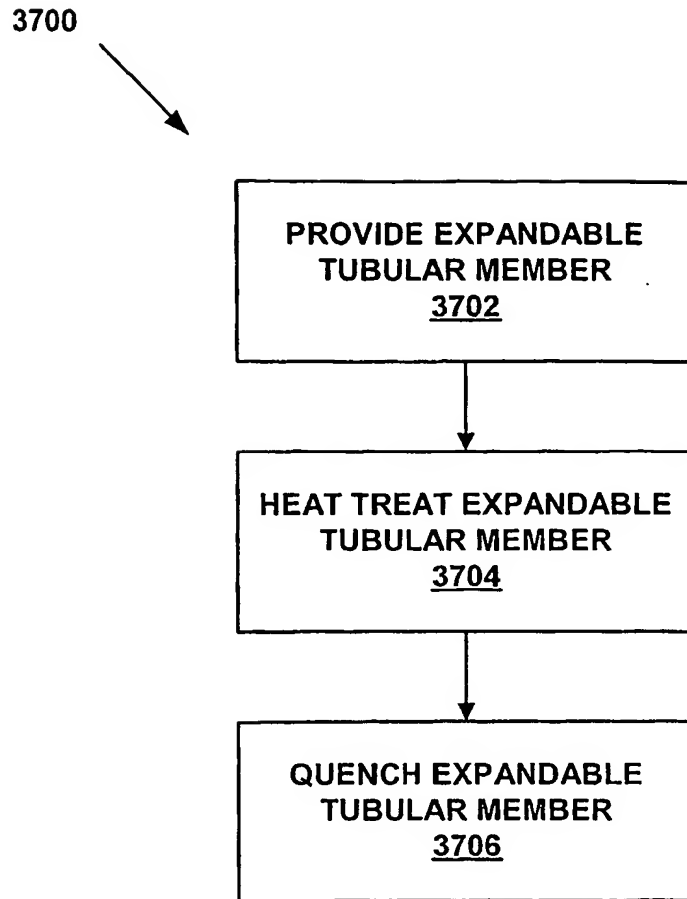 3700
PROVIDE EXPANDABLE
TUBULAR MEMBER
3702
HEAT TREAT EXPANDABLE
TUBULAR MEMBER
3704
QUENCH EXPANDABLE
TUBULAR MEMBER
3706